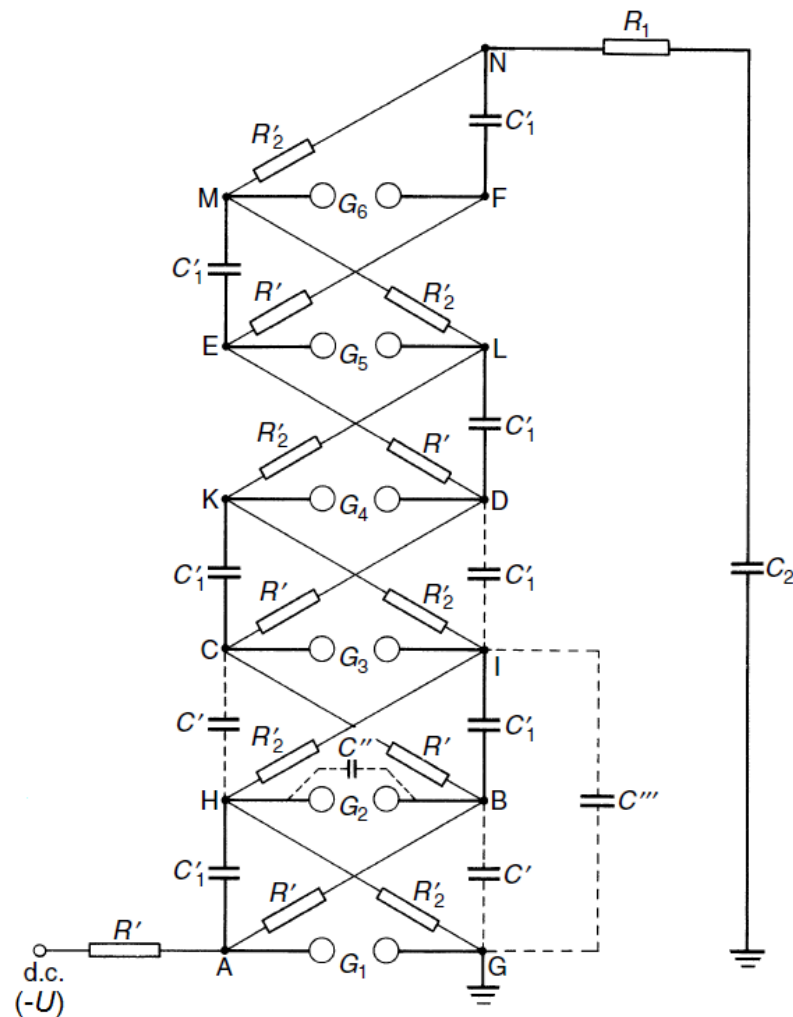 R₁
N
C′₁
R′₂
M G₆ F
C′₁
R′ R′₂
E G₅ L
C′₁
R′₂ R′
K G₄ D
C′₁ C′₁ C₂
R′ R′₂
C G₃ I
C′ C′₁
R′₂ C″ R′
H G₂ B C‴
C′₁ C′
R′ R′₂
R′
A G₁ G
d.c.
(-U)